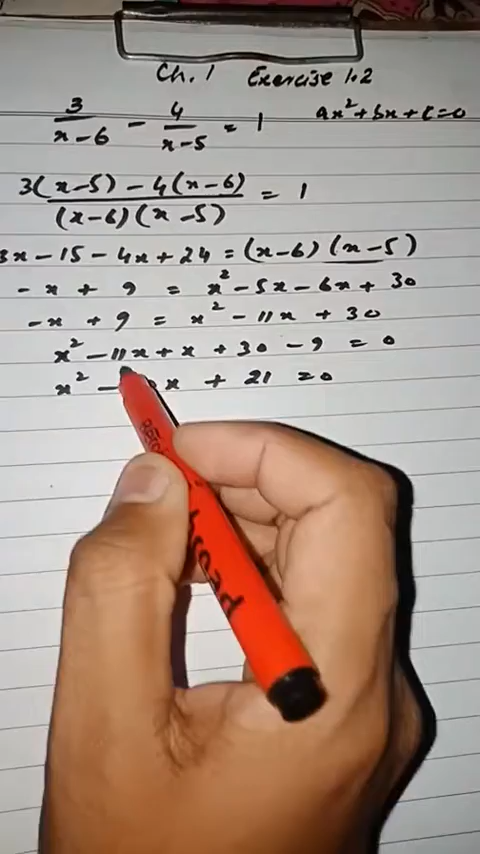 Ch. 1 Exercise 1.2
3/(x-6) - 4/(x-5) = 1 ax² + bx + c = 0
3(x-5) - 4(x-6)/(x-6)(x-5) = 1
3x - 15 - 4x + 24 = (x-6)(x-5)
-x + 9 = x² - 5x - 6x + 30
-x + 9 = x² - 11x + 30
x² - 11x + x + 30 - 9 = 0
x² - 0x + 21 = 0